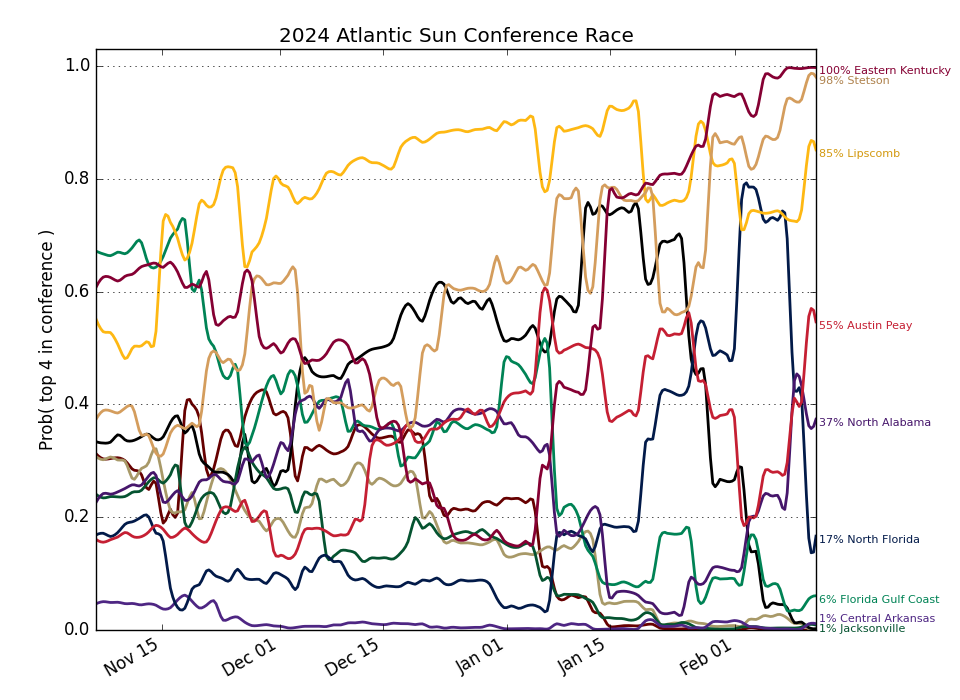 2024 Atlantic Sun Conference Race
Prob( top 4 in conference )
1.0
0.8
0.6
0.4
0.2
0.0
Nov 15
Dec 01
Dec 15
Jan 01
Jan 15
Feb 01
100% Eastern Kentucky
98% Stetson
85% Lipscomb
55% Austin Peay
37% North Alabama
17% North Florida
6% Florida Gulf Coast
1% Central Arkansas
1% Jacksonville